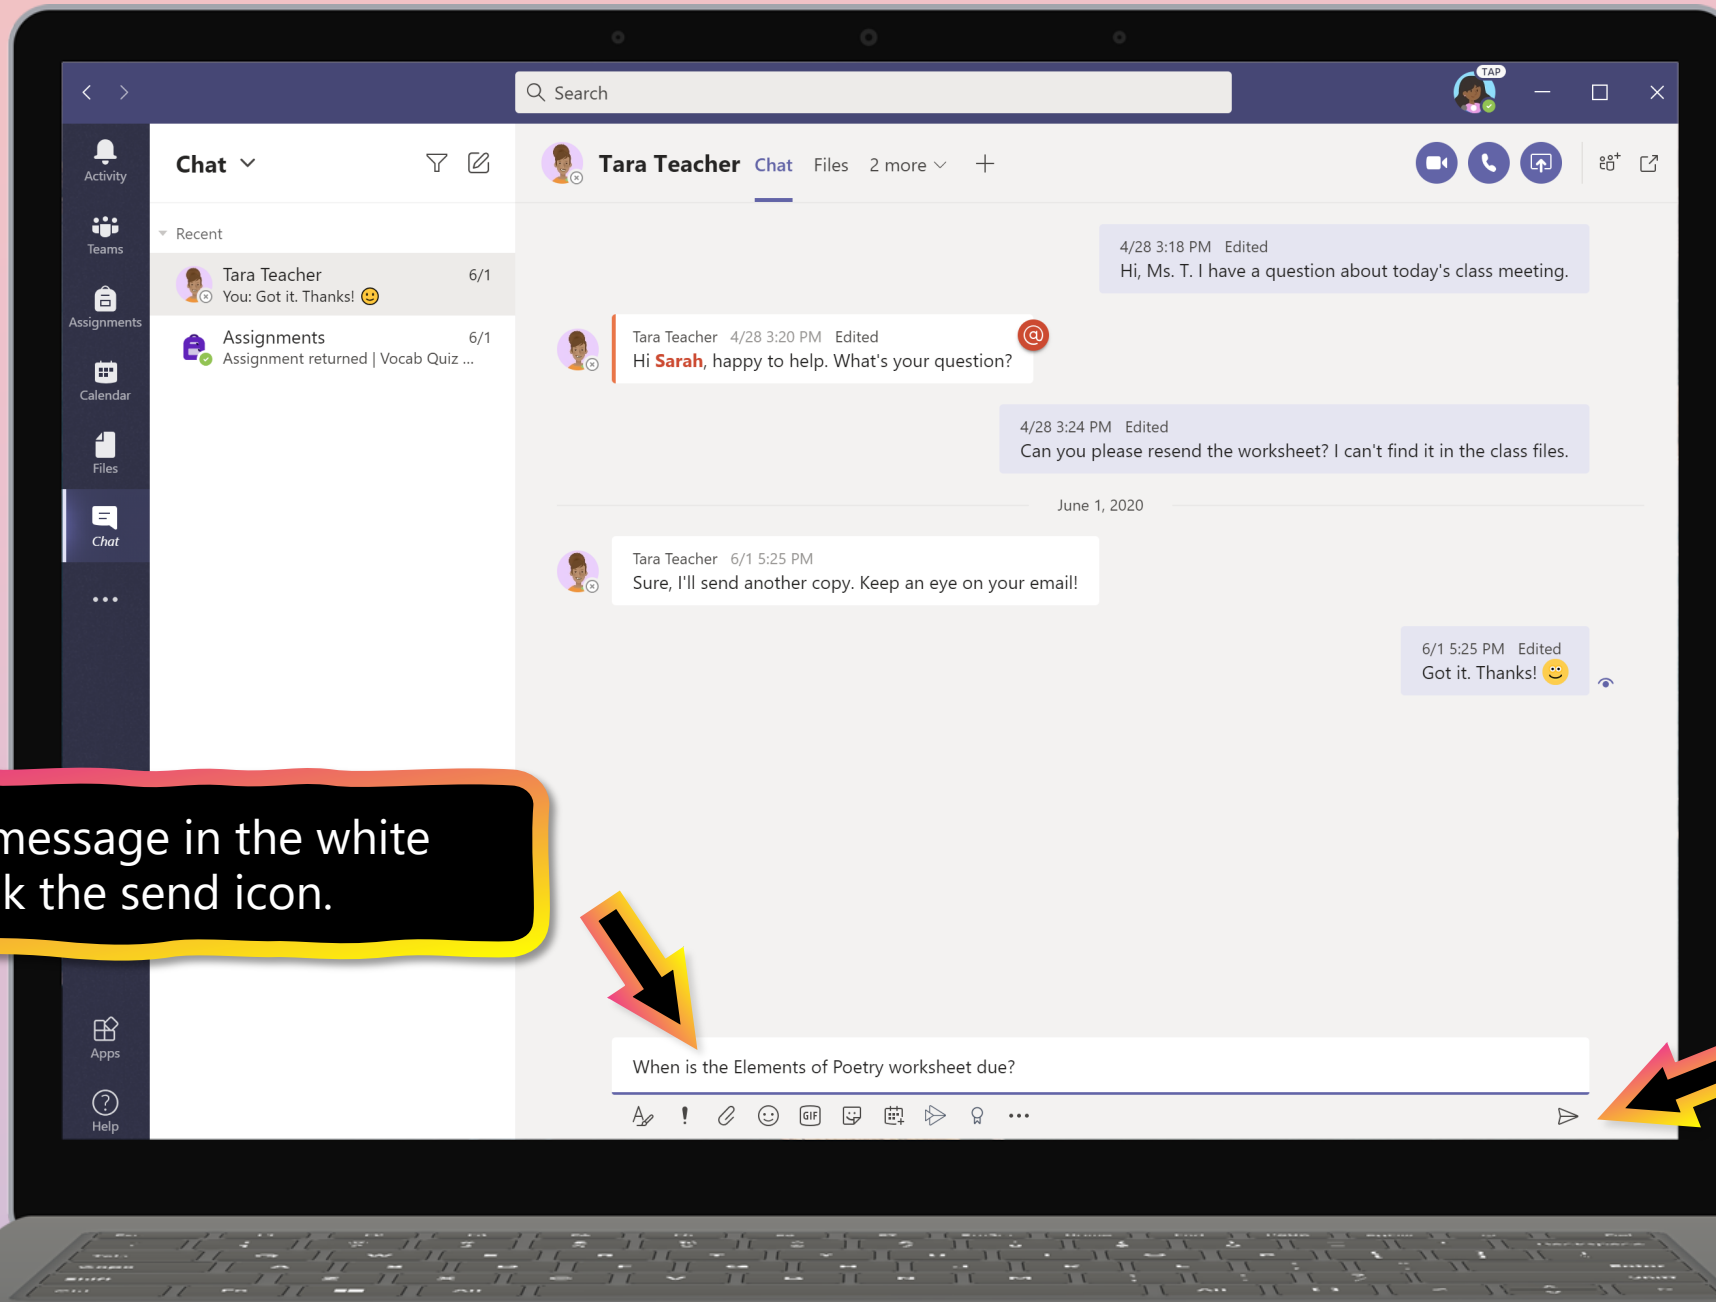 Search
TAP
Activity
Teams
Assignments
Calendar
Files
Chat
Apps
Help
Chat
Recent
Tara Teacher 6/1
You: Got it. Thanks! 🙂
Assignments 6/1
Assignment returned | Vocab Quiz ...
Tara Teacher Chat Files 2 more
4/28 3:18 PM Edited
Hi, Ms. T. I have a question about today's class meeting.
Tara Teacher 4/28 3:20 PM Edited
@
Hi Sarah, happy to help. What's your question?
4/28 3:24 PM Edited
Can you please resend the worksheet? I can't find it in the class files.
June 1, 2020
Tara Teacher 6/1 5:25 PM
Sure, I'll send another copy. Keep an eye on your email!
6/1 5:25 PM Edited
Got it. Thanks! 🙂
message in the white
k the send icon.
When is the Elements of Poetry worksheet due?
GIF